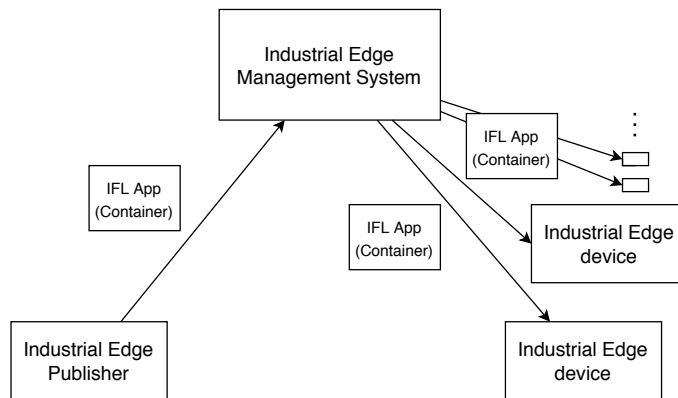 Industrial Edge
Management System
IFL App
(Container)
IFL App
(Container)
IFL App
(Container)
Industrial Edge
device
Industrial Edge
Publisher
Industrial Edge
device